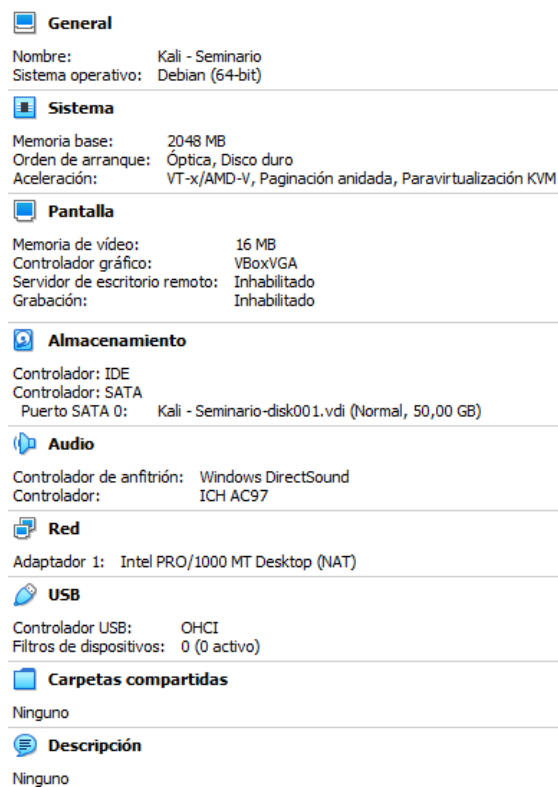 General
Nombre: Kali - Seminario
Sistema operativo: Debian (64-bit)
Sistema
Memoria base: 2048 MB
Orden de arranque: Óptica, Disco duro
Aceleración: VT-x/AMD-V, Paginación anidada, Paravirtualización KVM
Pantalla
Memoria de vídeo: 16 MB
Controlador gráfico: VBoxVGA
Servidor de escritorio remoto: Inhabilitado
Grabación: Inhabilitado
Almacenamiento
Controlador: IDE
Controlador: SATA
Puerto SATA 0: Kali - Seminario-disk001.vdi (Normal, 50,00 GB)
Audio
Controlador de anfitrión: Windows DirectSound
Controlador: ICH AC97
Red
Adaptador 1: Intel PRO/1000 MT Desktop (NAT)
USB
Controlador USB: OHCI
Filtros de dispositivos: 0 (0 activo)
Carpetas compartidas
Ninguno
Descripción
Ninguno